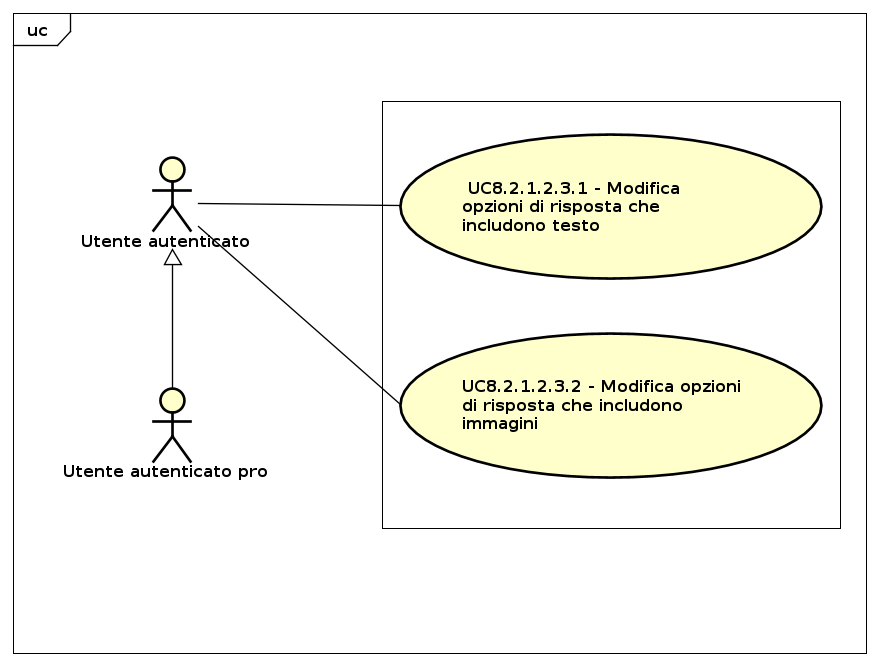 uc
UC8.2.1.2.3.1 - Modifica
opzioni di risposta che
includono testo
Utente autenticato
UC8.2.1.2.3.2 - Modifica opzioni
di risposta che includono
immagini
Utente autenticato pro